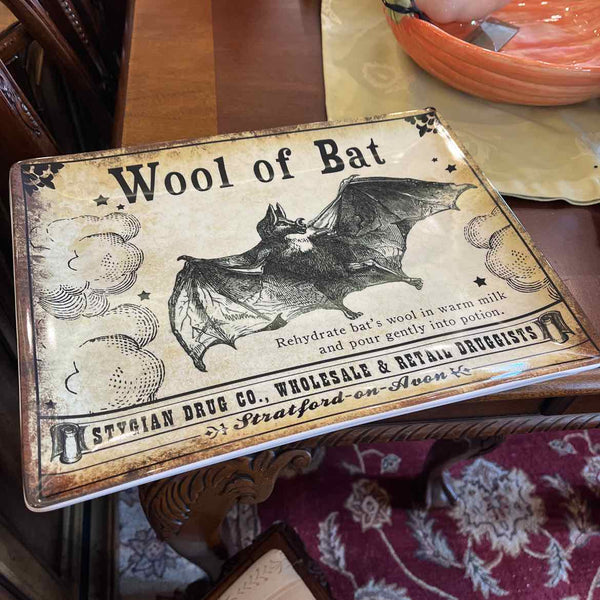 Wool of Bat
Rehydrate bat's wool in warm milk
and pour gently into potion.
STYGIAN DRUG CO., WHOLESALE & RETAIL DRUGGISTS
Stratford-on-Avon